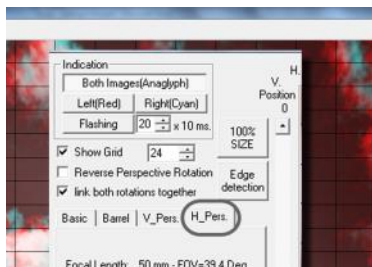 Indication
Both Images(Anaglyph)
Left(Red) Right(Cyan)
Flashing 20 x 10 ms.
H.
V.
Position
0
100%
SIZE
Show Grid 24
Reverse Perspective Rotation
Edge
detection
link both rotations together
Basic Barrel V_Pers. H_Pers.
Focal Length: 50 mm - FOV=39.4 Deg.